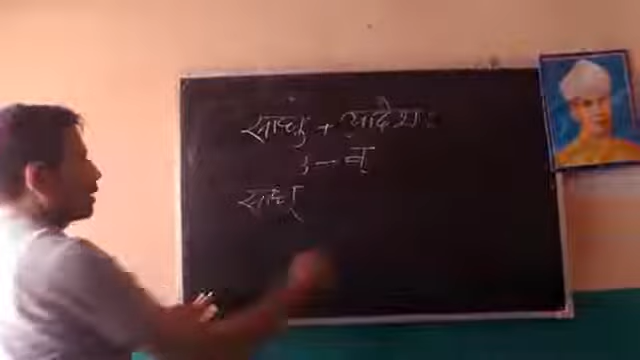 साधु + आदेशः
उ – व्
साध्